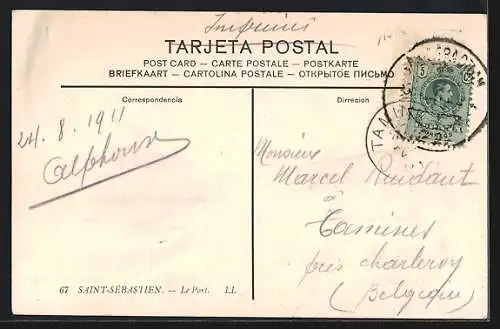 Imprimé
TARJETA POSTAL
POST CARD — CARTE POSTALE — POSTKARTE
BRIEFKAART — CARTOLINA POSTALE — ОТКРЫТОЕ ПИСЬМО
Correspondencia
Dirrecion
24.8.1911
Alphonse
Monsieur
Marcel
à
Tamines
près Charleroy
(Belgique)
67 SAINT-SÉBASTIEN. — Le Port. LL